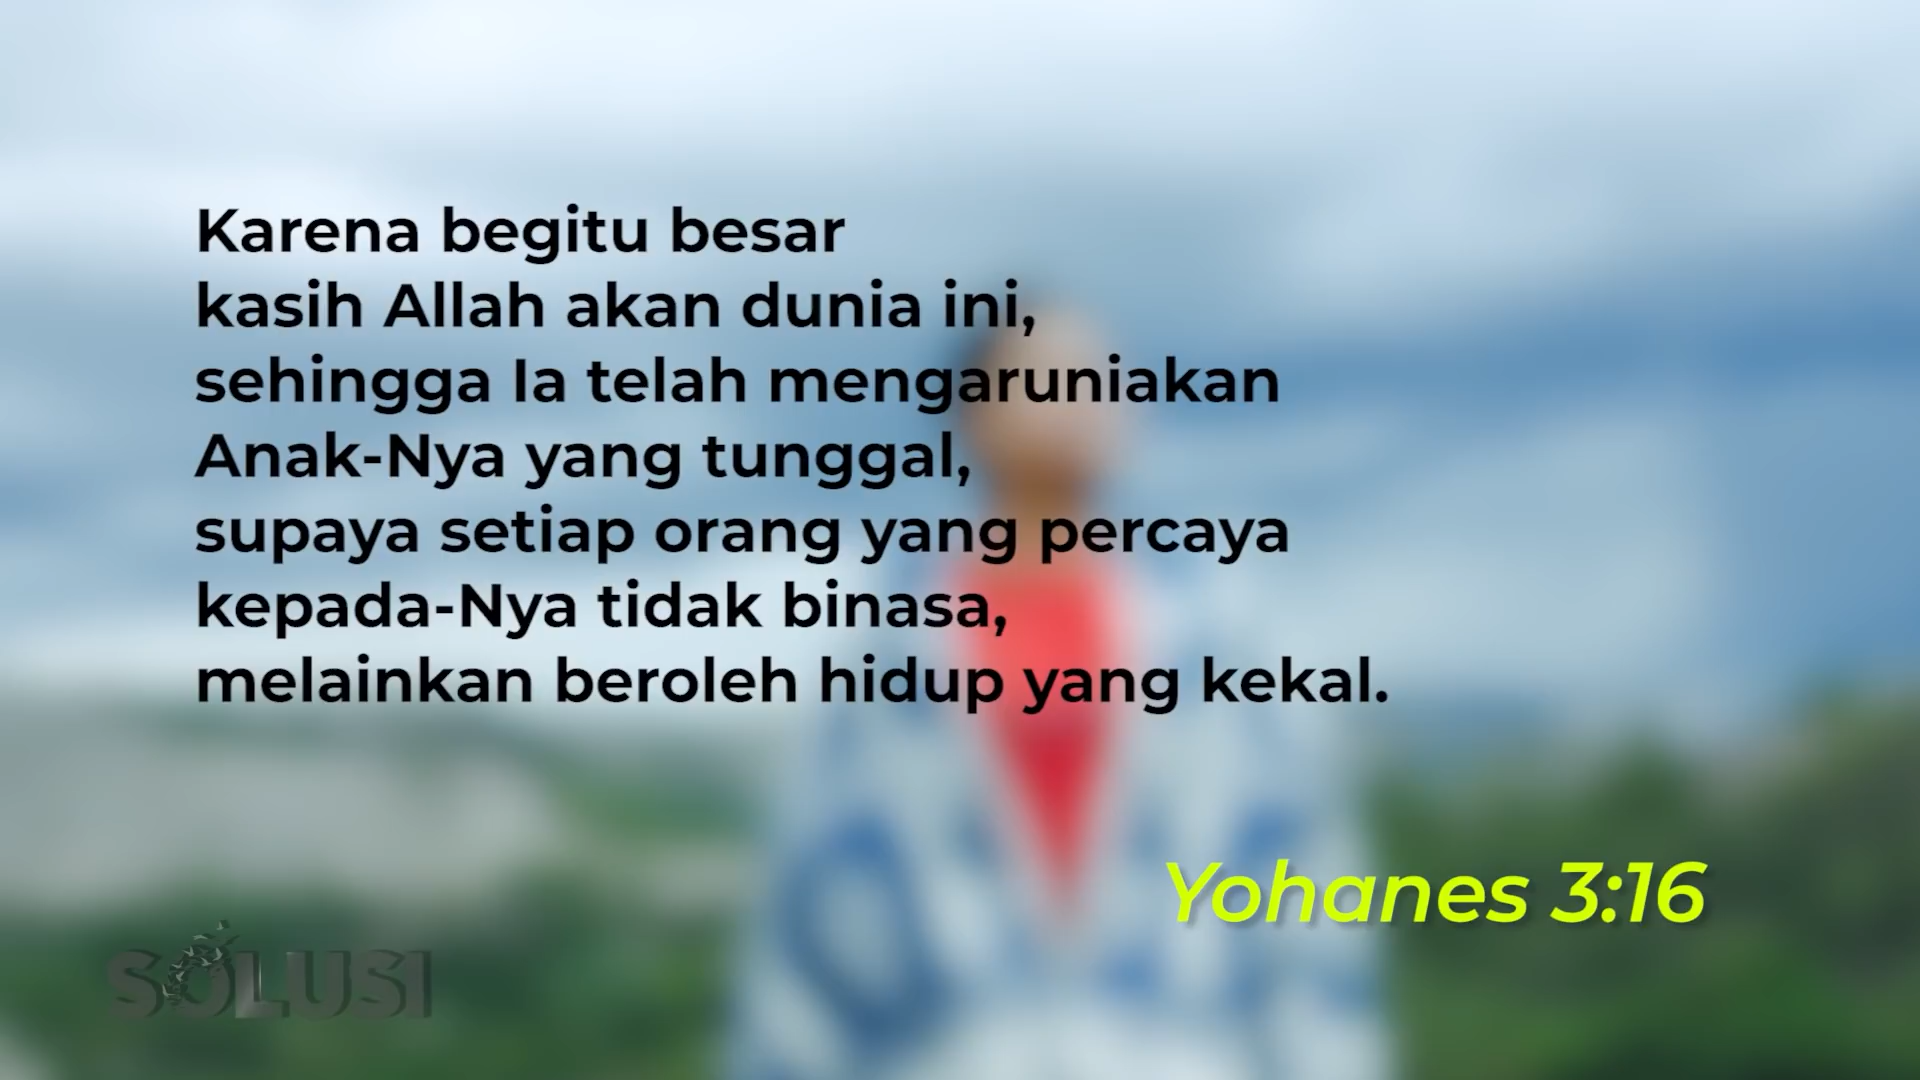 Karena begitu besar
kasih Allah akan dunia ini,
sehingga Ia telah mengaruniakan
Anak-Nya yang tunggal,
supaya setiap orang yang percaya
kepada-Nya tidak binasa,
melainkan beroleh hidup yang kekal.
Yohanes 3:16
SOLUSI